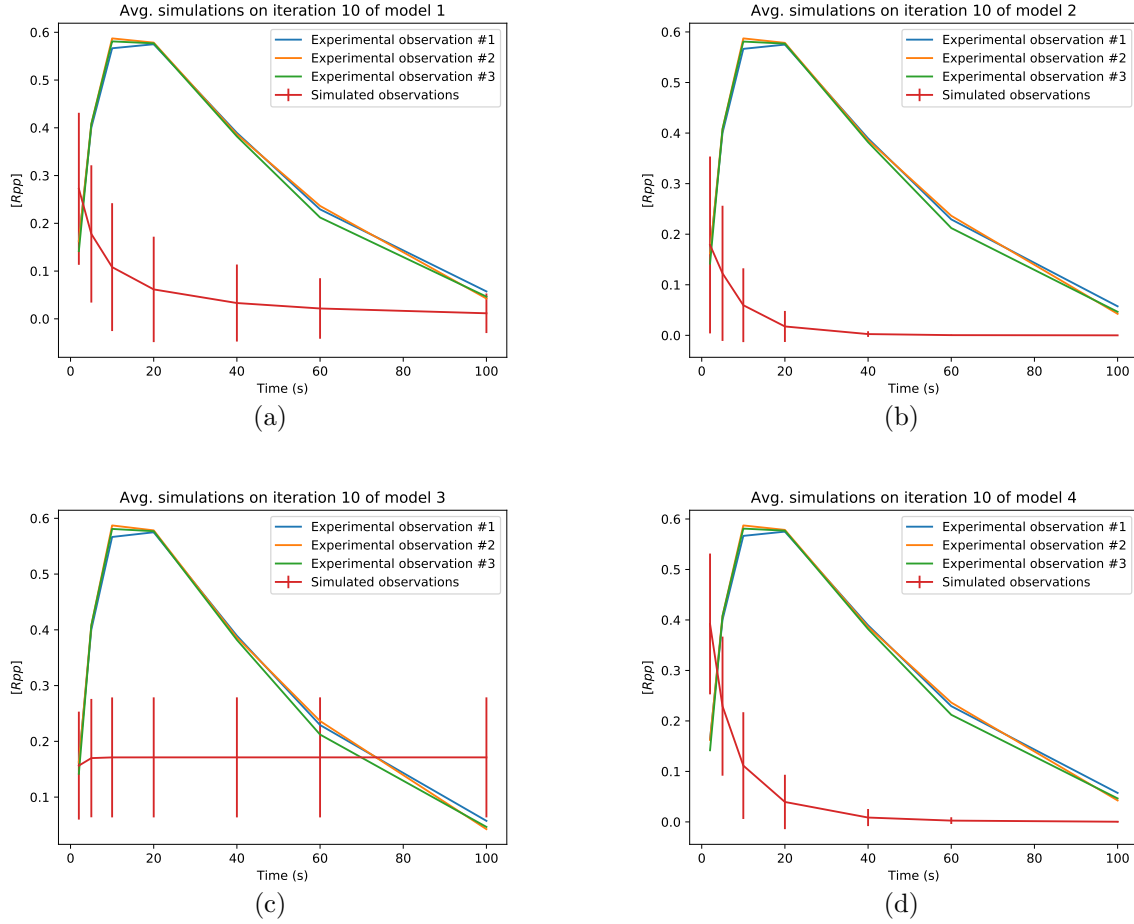 Avg. simulations on iteration 10 of model 1
Experimental observation #1
Experimental observation #2
Experimental observation #3
Simulated observations
0.6
0.5
0.4
0.3
0.2
0.1
0.0
[Rpp]
0 20 40 60 80 100
Time (s)
(a)
Avg. simulations on iteration 10 of model 2
Experimental observation #1
Experimental observation #2
Experimental observation #3
Simulated observations
0.6
0.5
0.4
0.3
0.2
0.1
0.0
[Rpp]
0 20 40 60 80 100
Time (s)
(b)
Avg. simulations on iteration 10 of model 3
Experimental observation #1
Experimental observation #2
Experimental observation #3
Simulated observations
0.6
0.5
0.4
0.3
0.2
0.1
[Rpp]
0 20 40 60 80 100
Time (s)
(c)
Avg. simulations on iteration 10 of model 4
Experimental observation #1
Experimental observation #2
Experimental observation #3
Simulated observations
0.6
0.5
0.4
0.3
0.2
0.1
0.0
[Rpp]
0 20 40 60 80 100
Time (s)
(d)